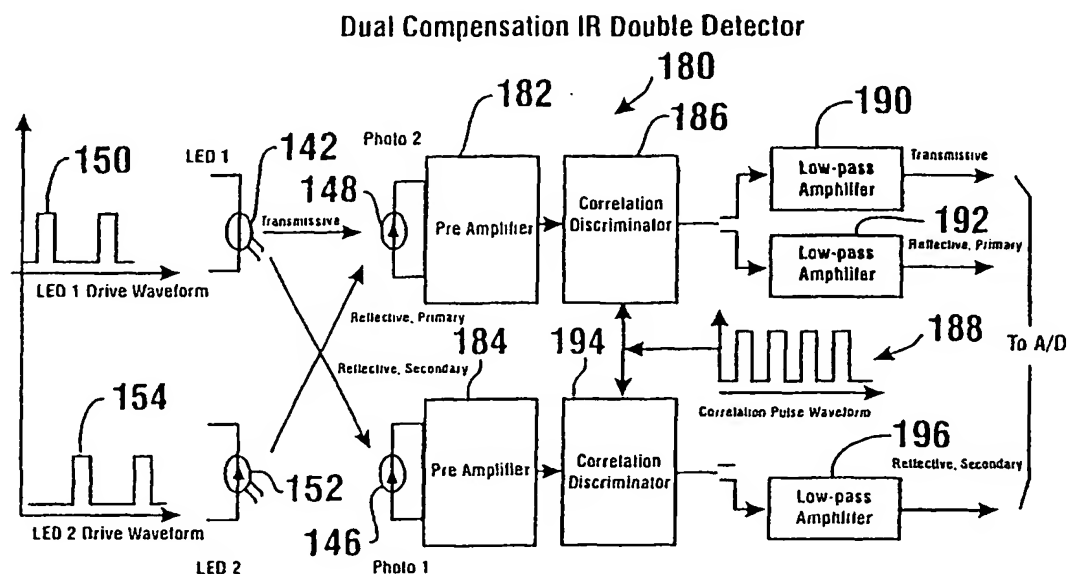 Dual Compensation IR Double Detector
180
182
186
190
150
LED 1
142
Photo 2
148
Transmissive
Pre Amplifier
Correlation
Discriminator
Low-pass
Amphlifer
Transmissive
192
Reflective, Primary
Low-pass
Amplilfer
LED 1 Drive Waveform
Reflective, Primary
184
194
188
To A/D
Reflective, Secondary
154
Correlation Pulse Waveform
196
Reflective, Secondary
152
Pre Amplifier
Correlation
Discriminator
Low-pass
Amplilfer
146
LED 2 Drive Waveform
LED 2
Photo 1